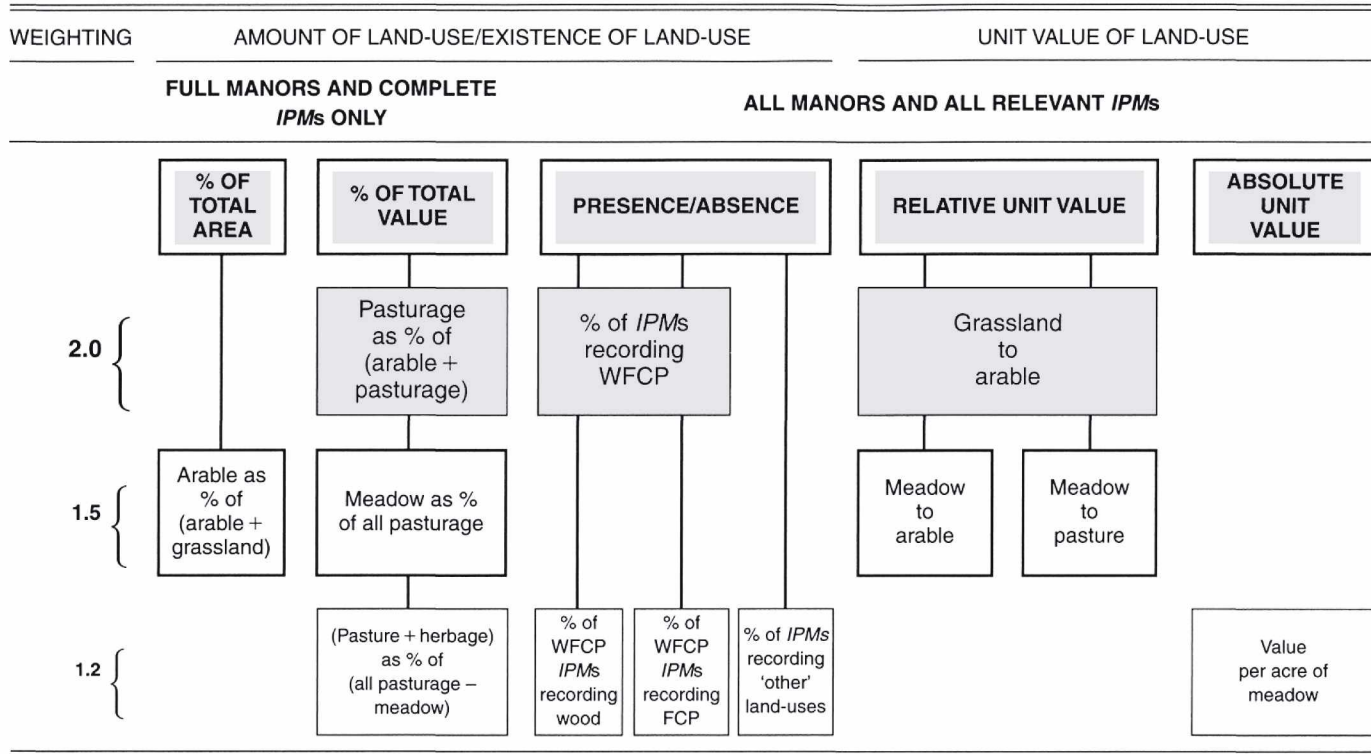 WEIGHTING
AMOUNT OF LAND-USE/EXISTENCE OF LAND-USE
UNIT VALUE OF LAND-USE
FULL MANORS AND COMPLETE
IPMs ONLY
ALL MANORS AND ALL RELEVANT IPMs
% OF
TOTAL
AREA
% OF TOTAL
VALUE
PRESENCE/ABSENCE
RELATIVE UNIT VALUE
ABSOLUTE
UNIT
VALUE
2.0
Pasturage
as % of
(arable +
pasturage)
% of IPMs
recording
WFCP
Grassland
to
arable
1.5
Arable as
% of
(arable +
grassland)
Meadow as %
of all pasturage
Meadow
to
arable
Meadow
to
pasture
1.2
(Pasture + herbage)
as % of
(all pasturage –
meadow)
% of
WFCP
IPMs
recording
wood
% of
WFCP
IPMs
recording
FCP
% of IPMs
recording
‘other’
land-uses
Value
per acre of
meadow